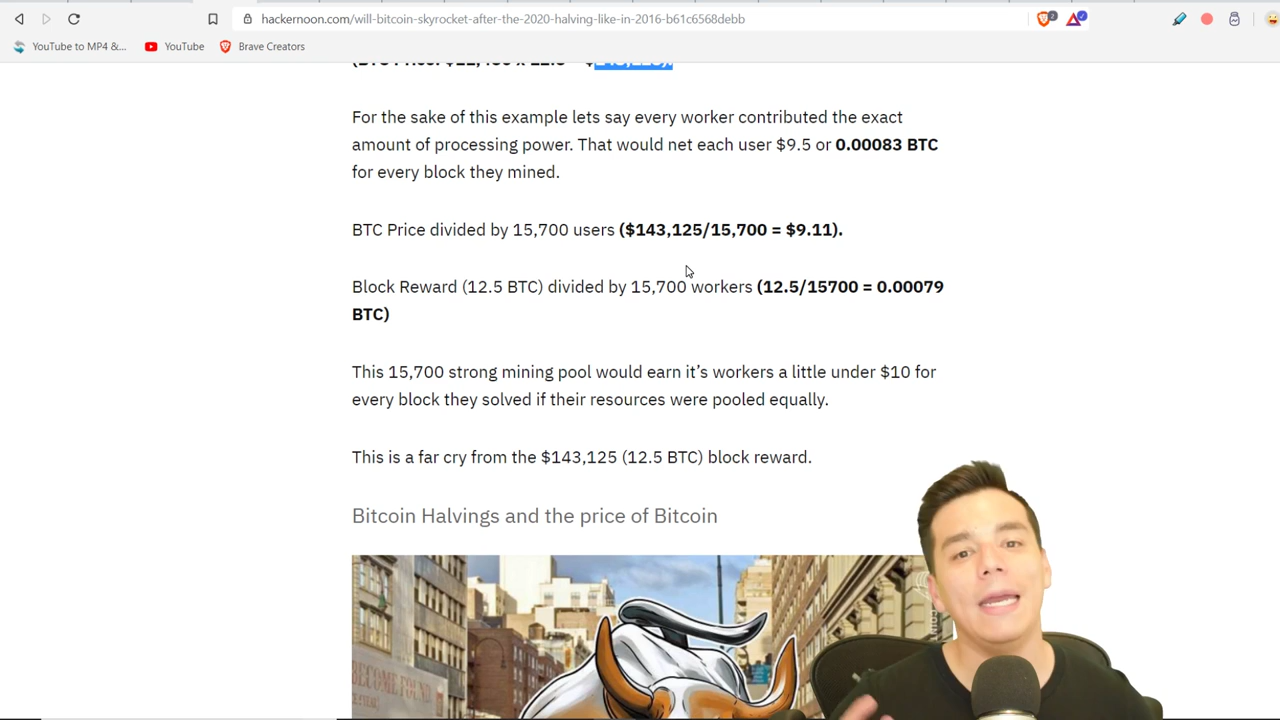 hackernoon.com/will-bitcoin-skyrocket-after-the-2020-halving-like-in-2016-b61c6568debb
YouTube to MP4 &... YouTube Brave Creators
For the sake of this example lets say every worker contributed the exact
amount of processing power. That would net each user $9.5 or 0.00083 BTC
for every block they mined.
BTC Price divided by 15,700 users ($143,125/15,700 = $9.11).
Block Reward (12.5 BTC) divided by 15,700 workers (12.5/15700 = 0.00079
BTC)
This 15,700 strong mining pool would earn it’s workers a little under $10 for
every block they solved if their resources were pooled equally.
This is a far cry from the $143,125 (12.5 BTC) block reward.
Bitcoin Halvings and the price of Bitcoin
BECOME FOUND